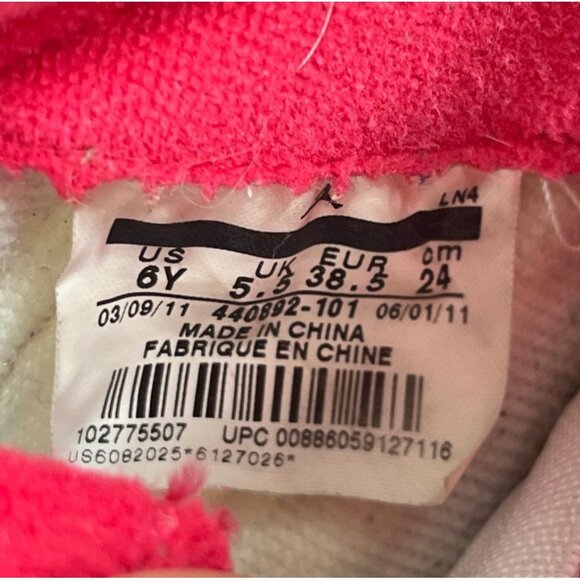 A
LN4
US UK EUR cm
6Y 5.5 38.5 24
03/09/11 440892-101 06/01/11
MADE IN CHINA
FABRIQUE EN CHINE
102775507 UPC 00886059127116
US6082025*6127026*